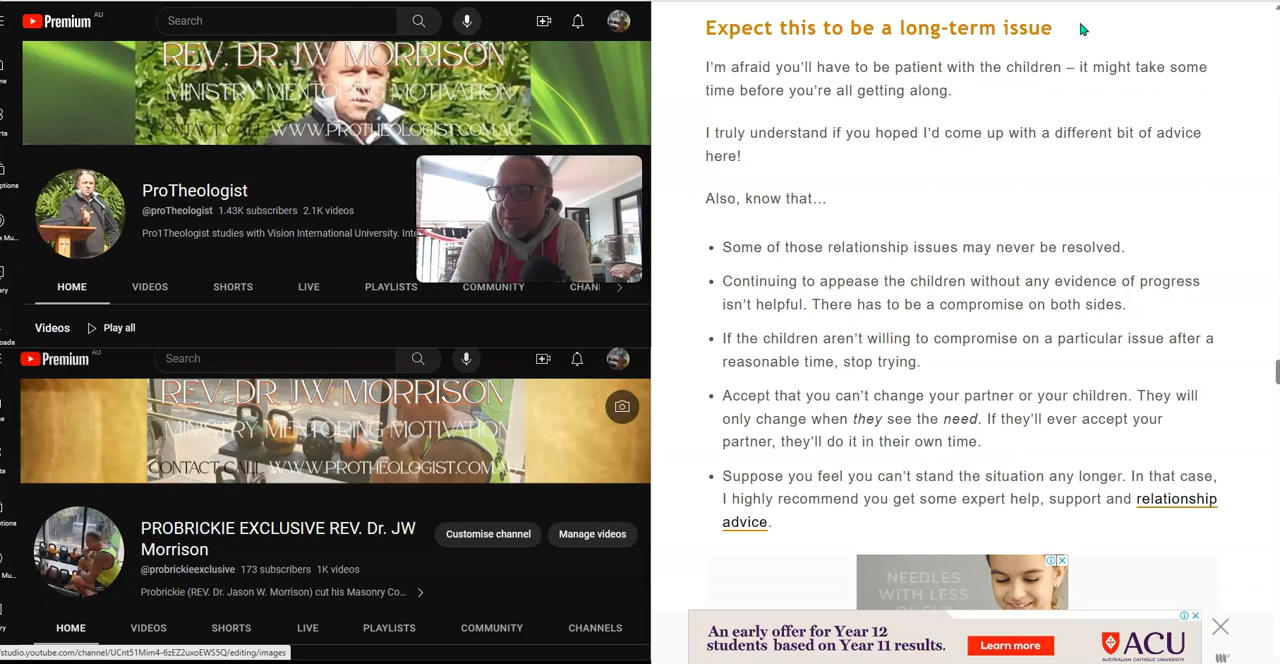 Premium AU
Search
REV. DR. JW MORRISON
MINISTRY MENTORING MOTIVATION
CONTACT CALL WWW.PROTHEOLOGIST.COM.AU
ProTheologist
@proTheologist 1.43K subscribers 2.1K videos
Pro1Theologist studies with Vision International University.
HOME VIDEOS SHORTS LIVE PLAYLISTS COMMUNITY CHAN
Videos Play all
Premium AU
Search
REV. DR. JW MORRISON
MINISTRY MENTORING MOTIVATION
CONTACT CALL WWW.PROTHEOLOGIST.COM.AU
PROBRICKIE EXCLUSIVE REV. Dr. JW
Morrison
Customise channel
Manage videos
@probrickieexclusive 173 subscribers 1K videos
Probrickie (REV. Dr. Jason W. Morrison) cut his Masonry Co...
HOME VIDEOS SHORTS LIVE PLAYLISTS COMMUNITY CHANNELS
/studio.youtube.com/channel/UCnt51Mim4-6zEZ2uxoEWS5Q/editing/images
Expect this to be a long-term issue
I’m afraid you’ll have to be patient with the children – it might take some
time before you’re all getting along.
I truly understand if you hoped I’d come up with a different bit of advice
here!
Also, know that…
• Some of those relationship issues may never be resolved.
• Continuing to appease the children without any evidence of progress
isn’t helpful. There has to be a compromise on both sides.
• If the children aren’t willing to compromise on a particular issue after a
reasonable time, stop trying.
• Accept that you can’t change your partner or your children. They will
only change when they see the need. If they’ll ever accept your
partner, they’ll do it in their own time.
• Suppose you feel you can’t stand the situation any longer. In that case,
I highly recommend you get some expert help, support and relationship
advice.
NEEDLES
WITH LESS
An early offer for Year 12
students based on Year 11 results.
Learn more
ACU
AUSTRALIAN CATHOLIC UNIVERSITY